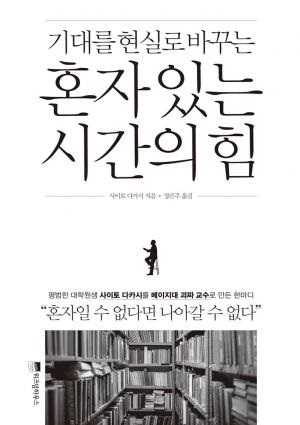 기대를 현실로 바꾸는
혼자 있는
시간의 힘
사이토 다카시 지음 • 장은주 옮김
평범한 대학원생 사이토 다카시를 메이지대 괴짜 교수로 만든 한마디
“혼자일 수 없다면 나아갈 수 없다”
위즈덤하우스